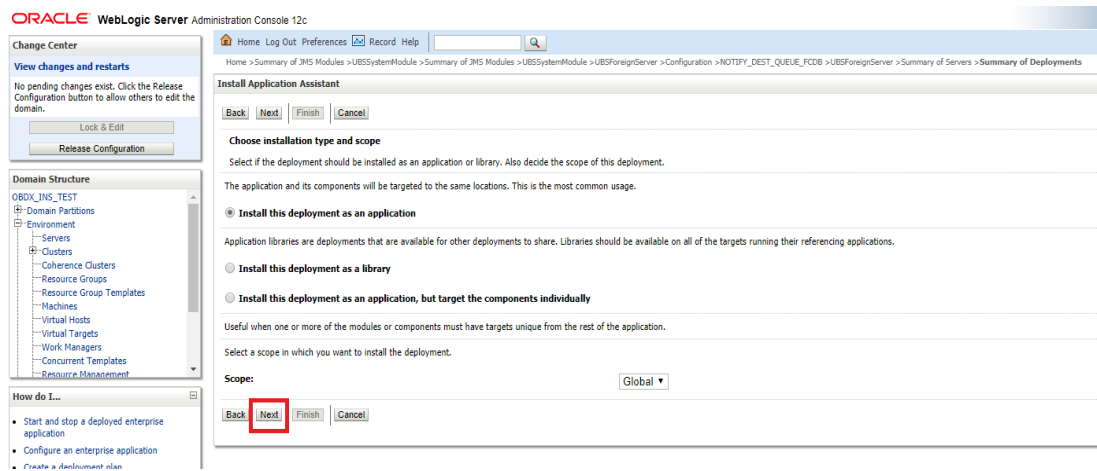 ORACLE WebLogic Server Administration Console 12c
Change Center
View changes and restarts
No pending changes exist. Click the Release
Configuration button to allow others to edit the
domain.
Lock & Edit
Release Configuration
Domain Structure
OBDX_INS_TEST
Domain Partitions
Environment
Servers
Clusters
Coherence Clusters
Resource Groups
Resource Group Templates
Machines
Virtual Hosts
Virtual Targets
Work Managers
Concurrent Templates
Resource Management
How do I...
Start and stop a deployed enterprise
application
Configure an enterprise application
Create a deployment plan
Home Log Out Preferences Record Help
Home >Summary of JMS Modules >UBSSystemModule >Summary of JMS Modules >UBSSystemModule >UBSForeignServer >Configuration >NOTIFY_DEST_QUEUE_FCDB >UBSForeignServer >Summary of Servers >Summary of Deployments
Install Application Assistant
Back Next Finish Cancel
Choose installation type and scope
Select if the deployment should be installed as an application or library. Also decide the scope of this deployment.
The application and its components will be targeted to the same locations. This is the most common usage.
Install this deployment as an application
Application libraries are deployments that are available for other deployments to share. Libraries should be available on all of the targets running their referencing applications.
Install this deployment as a library
Install this deployment as an application, but target the components individually
Useful when one or more of the modules or components must have targets unique from the rest of the application.
Select a scope in which you want to install the deployment.
Scope: Global
Back Next Finish Cancel